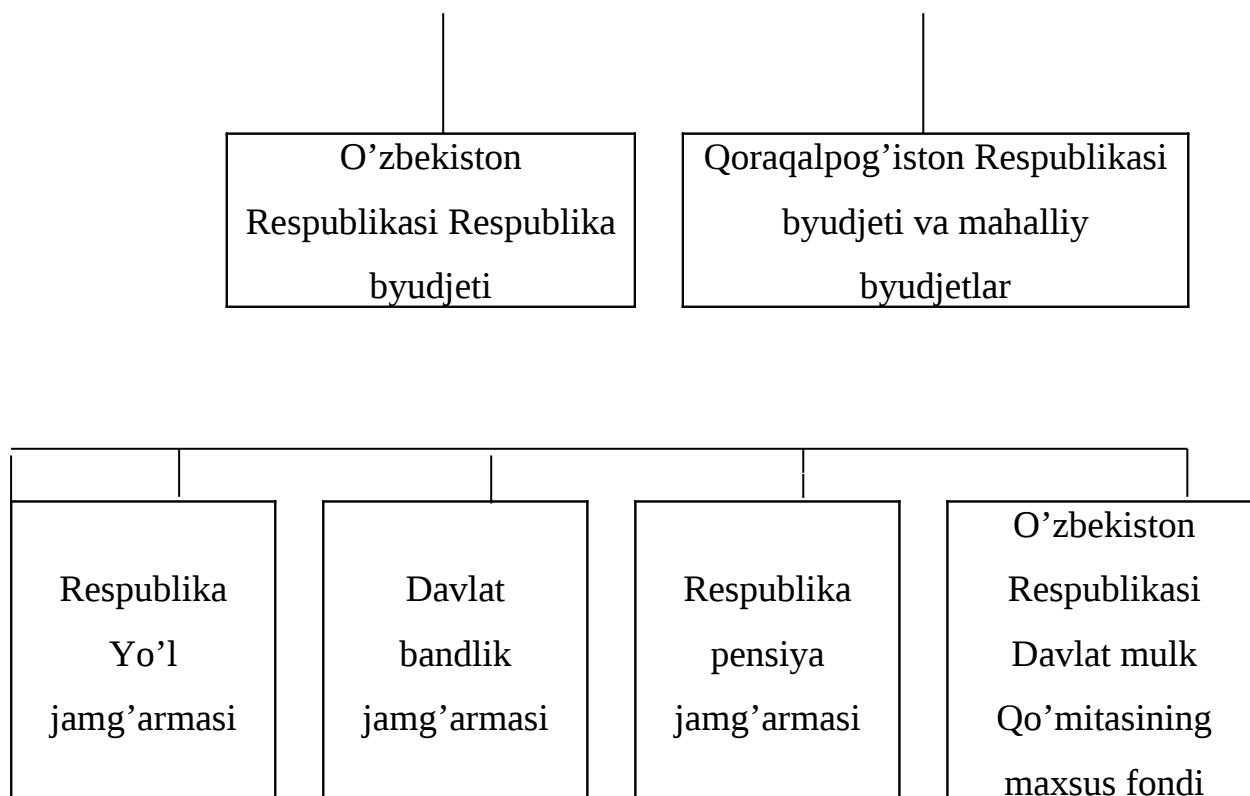 O’zbekiston
Respublikasi Respublika
byudjeti
Qoraqalpog’iston Respublikasi
byudjeti va mahalliy
byudjetlar
Respublika
Yo’l
jamg’armasi
Davlat
bandlik
jamg’armasi
Respublika
pensiya
jamg’armasi
O’zbekiston
Respublikasi
Davlat mulk
Qo’mitasining
maxsus fondi